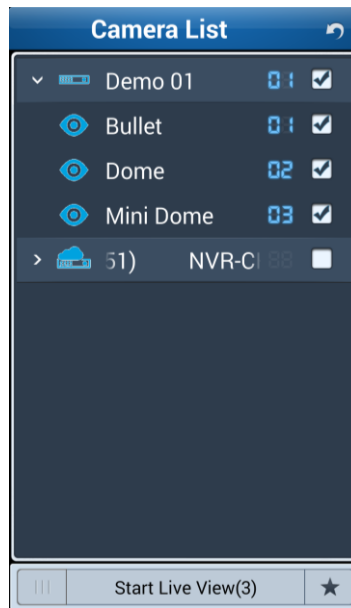 Camera List
Demo 01 01
Bullet 01
Dome 02
Mini Dome 03
51) NVR-C
Start Live View(3)